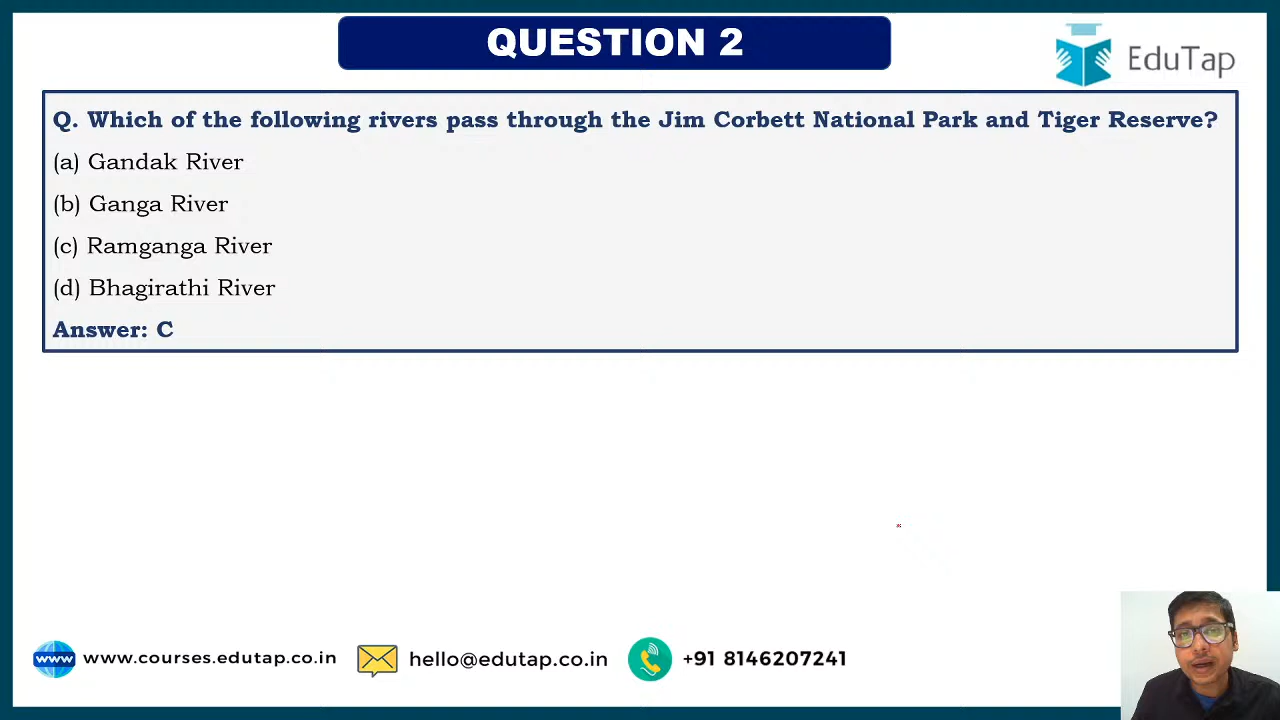 QUESTION 2
EduTap
Q. Which of the following rivers pass through the Jim Corbett National Park and Tiger Reserve?
(a) Gandak River
(b) Ganga River
(c) Ramganga River
(d) Bhagirathi River
Answer: C
www www.courses.edutap.co.in hello@edutap.co.in +91 8146207241